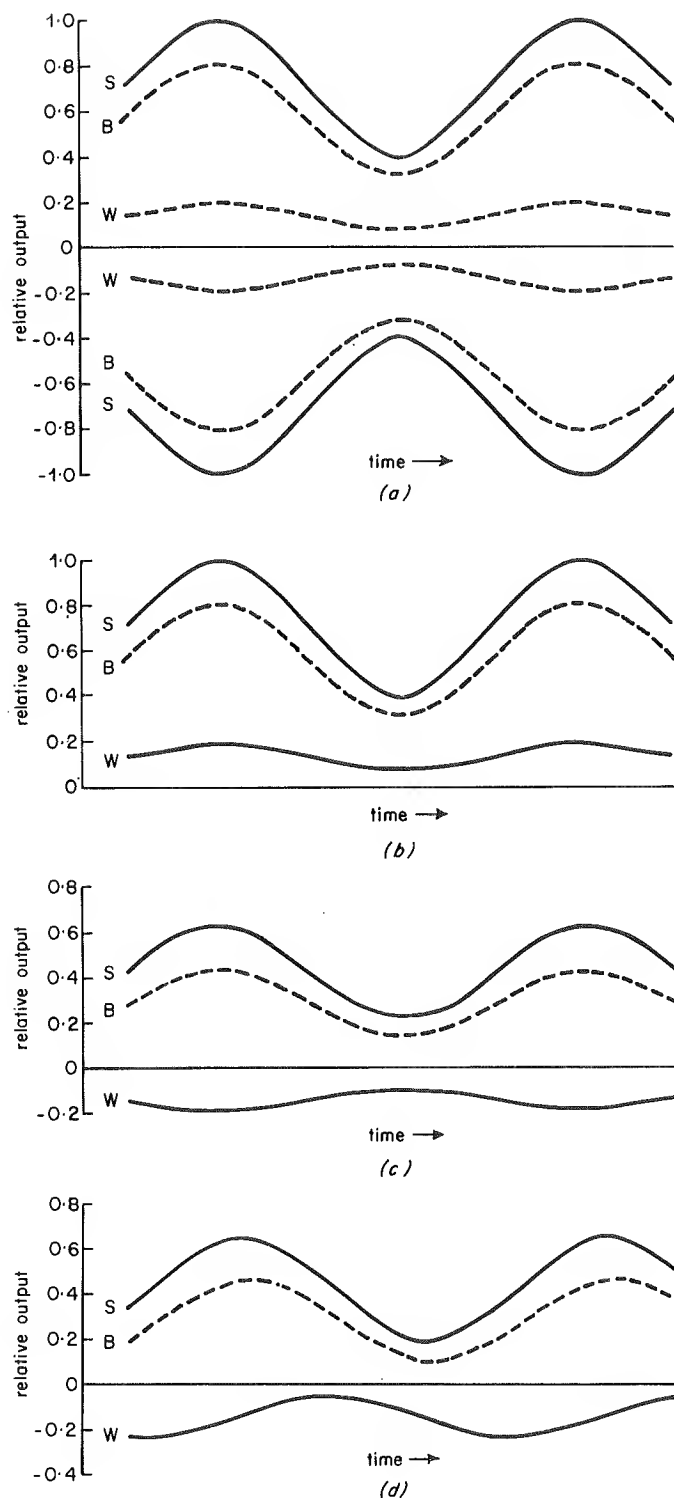 1·0
0·8
S
B
0·6
0·4
W
0·2
0
W
-0·2
-0·4
B
-0·6
S
-0·8
-1·0
relative output
time →
(a)
1·0
0·8
S
B
0·6
0·4
0·2
W
0
relative output
time →
(b)
0·8
0·6
S
0·4
B
0·2
0
W
-0·2
relative output
time →
(c)
0·8
0·6
0·4
S
B
0·2
0
-0·2
W
-0·4
relative output
time →
(d)